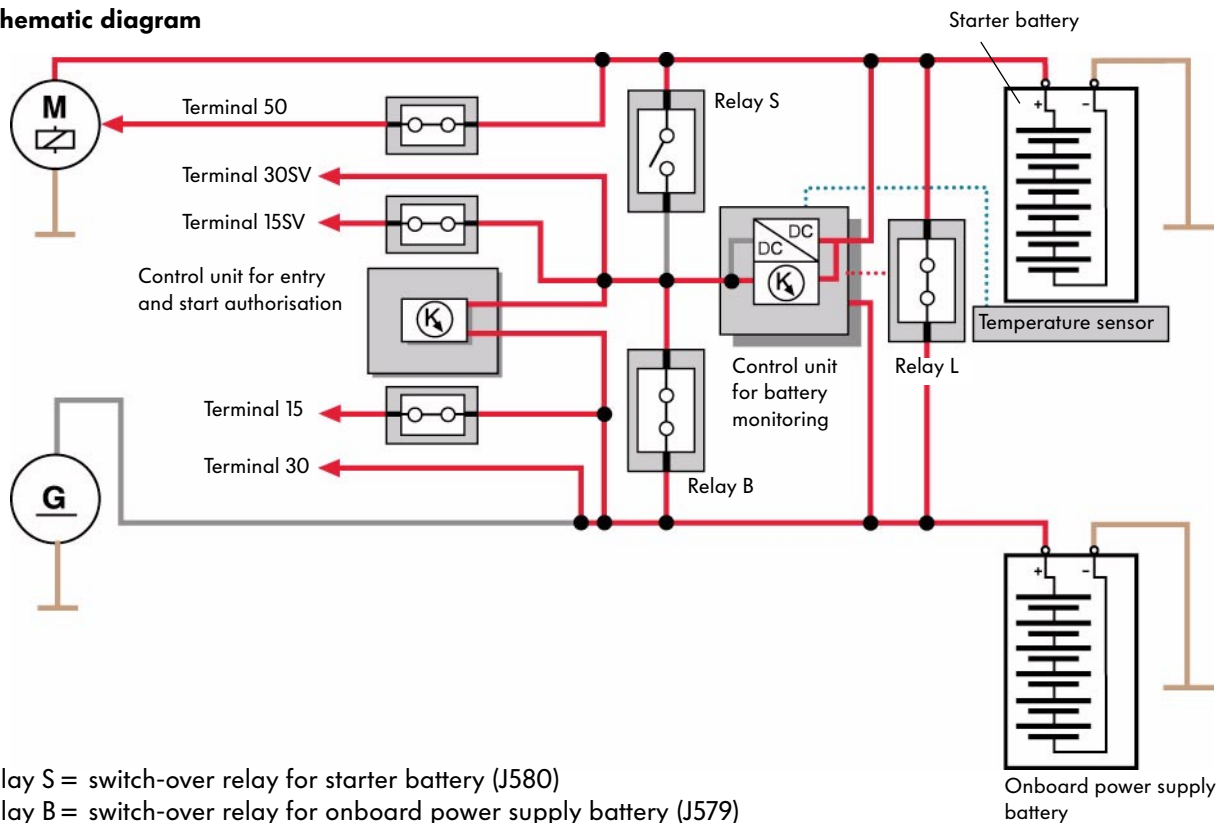 hematic diagram
Starter battery
M
Terminal 50
Relay S
+ −
Terminal 30SV
Terminal 15SV
DC
DC
K
Control unit for entry
and start authorisation
K
Temperature sensor
Control unit
for battery
monitoring
Relay L
Terminal 15
Terminal 30
Relay B
G
+ −
lay S = switch-over relay for starter battery (J580)
lay B = switch-over relay for onboard power supply battery (J579)
Onboard power supply
battery